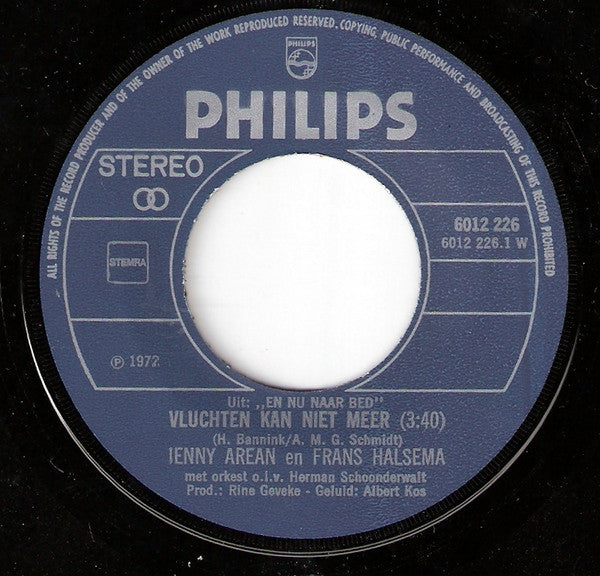 ALL RIGHTS OF THE RECORD PRODUCER AND OF THE OWNER OF THE WORK REPRODUCED RESERVED. COPYING, PUBLIC PERFORMANCE AND BROADCASTING OF THIS RECORD PROHIBITED
PHILIPS
PHILIPS
STEREO
6012 226
6012 226.1 W
STEMRA
℗ 1972
Uit: „EN NU NAAR BED"
VLUCHTEN KAN NIET MEER (3:40)
(H. Bannink/A. M. G. Schmidt)
JENNY AREAN en FRANS HALSEMA
met orkest o.l.v. Herman Schoonderwalt
Prod.: Rine Geveke - Geluid: Albert Kos